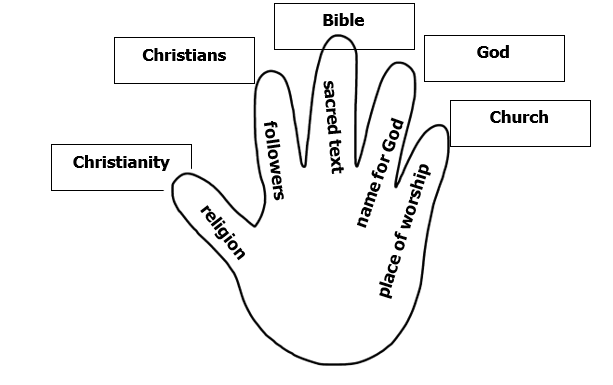 Bible
Christians
God
Church
Christianity
religion
followers
sacred text
name for God
place of worship